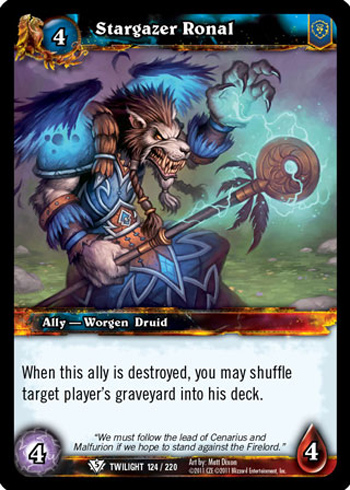 4
Stargazer Ronal
Ally — Worgen Druid
When this ally is destroyed, you may shuffle
target player's graveyard into his deck.
"We must follow the lead of Cenarius and
Malfurion if we hope to stand against the Firelord."
4
TWILIGHT 124 / 220
Art by: Matt Dixon
©2011 CZE ©2011 Blizzard Entertainment, Inc.
4